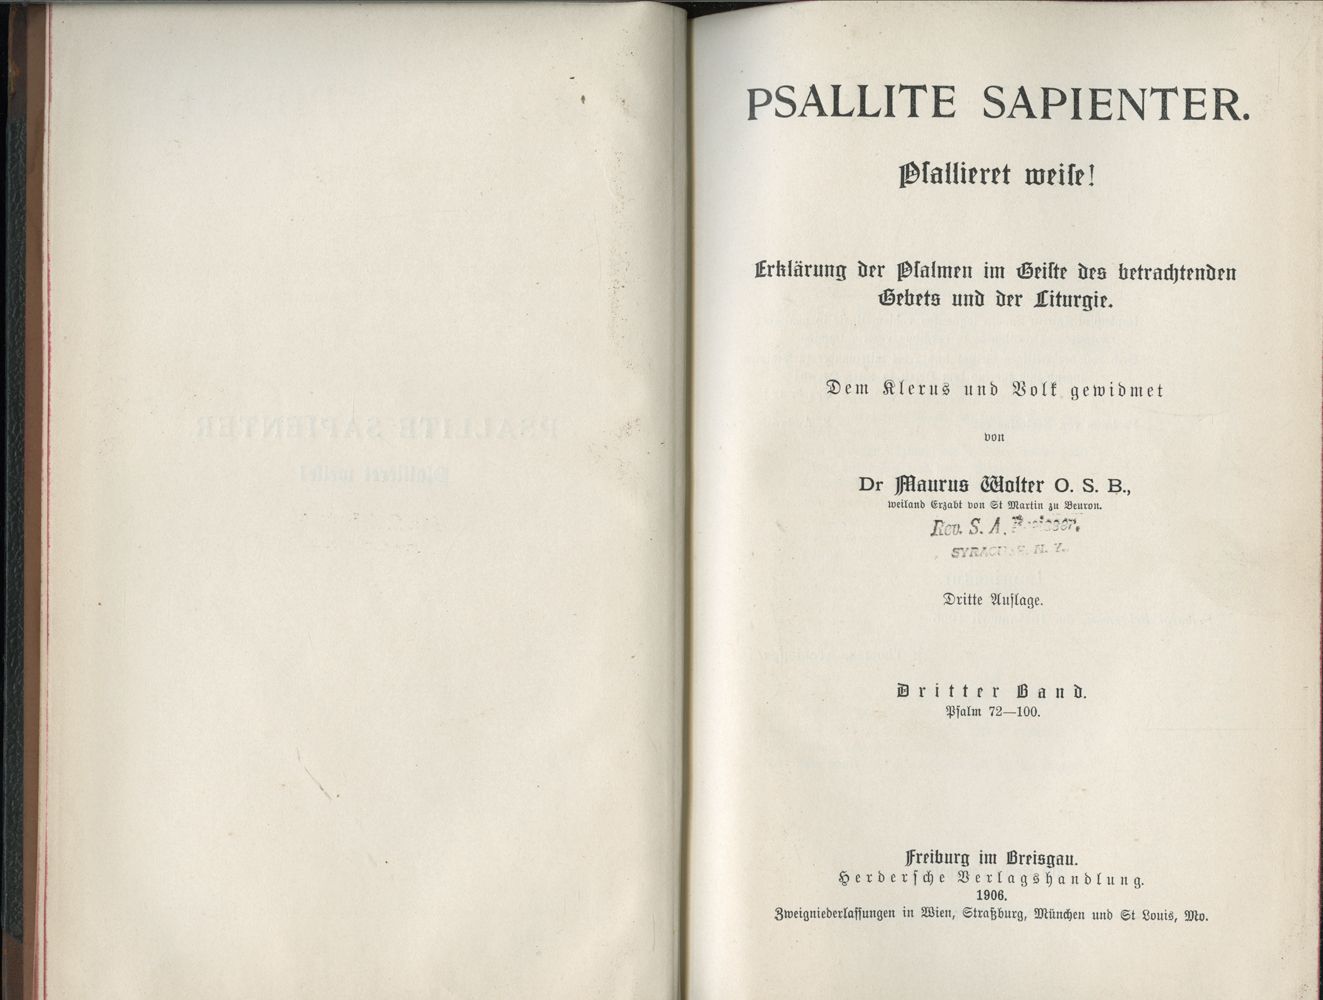 PSALLITE SAPIENTER.
Psallieret weise!
Erklärung der Psalmen im Geiste des betrachtenden
Gebets und der Liturgie.
Dem Klerus und Volk gewidmet
von
Dr Maurus Wolter O. S. B.,
weiland Erzabt von St Martin zu Beuron.
Rev. S. A.
SYRACUSE, N. Y.
Dritte Auflage.
Dritter Band.
Psalm 72—100.
Freiburg im Breisgau.
Herdersche Verlagshandlung.
1906.
Zweigniederlassungen in Wien, Straßburg, München und St Louis, Mo.